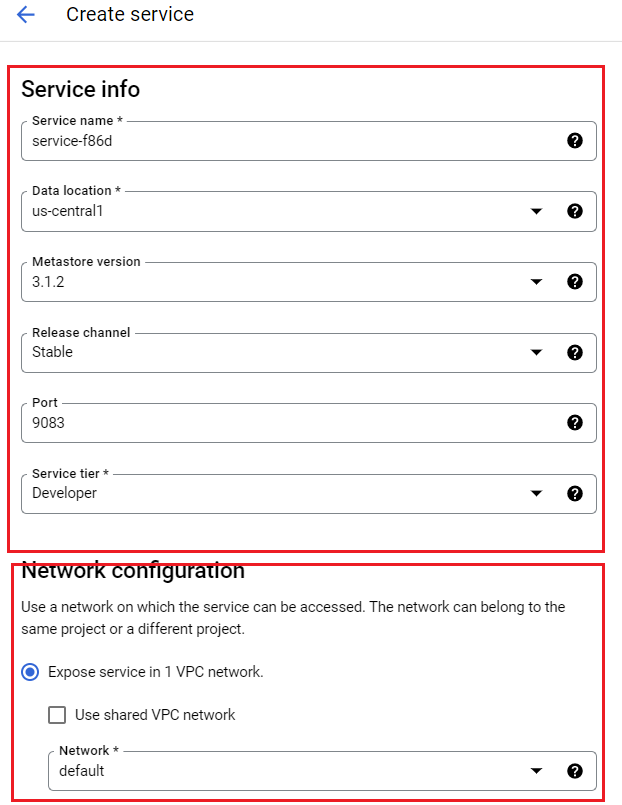 Create service
Service info
Service name *
service-f86d
Data location *
us-central1
Metastore version
3.1.2
Release channel
Stable
Port
9083
Service tier *
Developer
Network configuration
Use a network on which the service can be accessed. The network can belong to the
same project or a different project.
Expose service in 1 VPC network.
Use shared VPC network
Network *
default